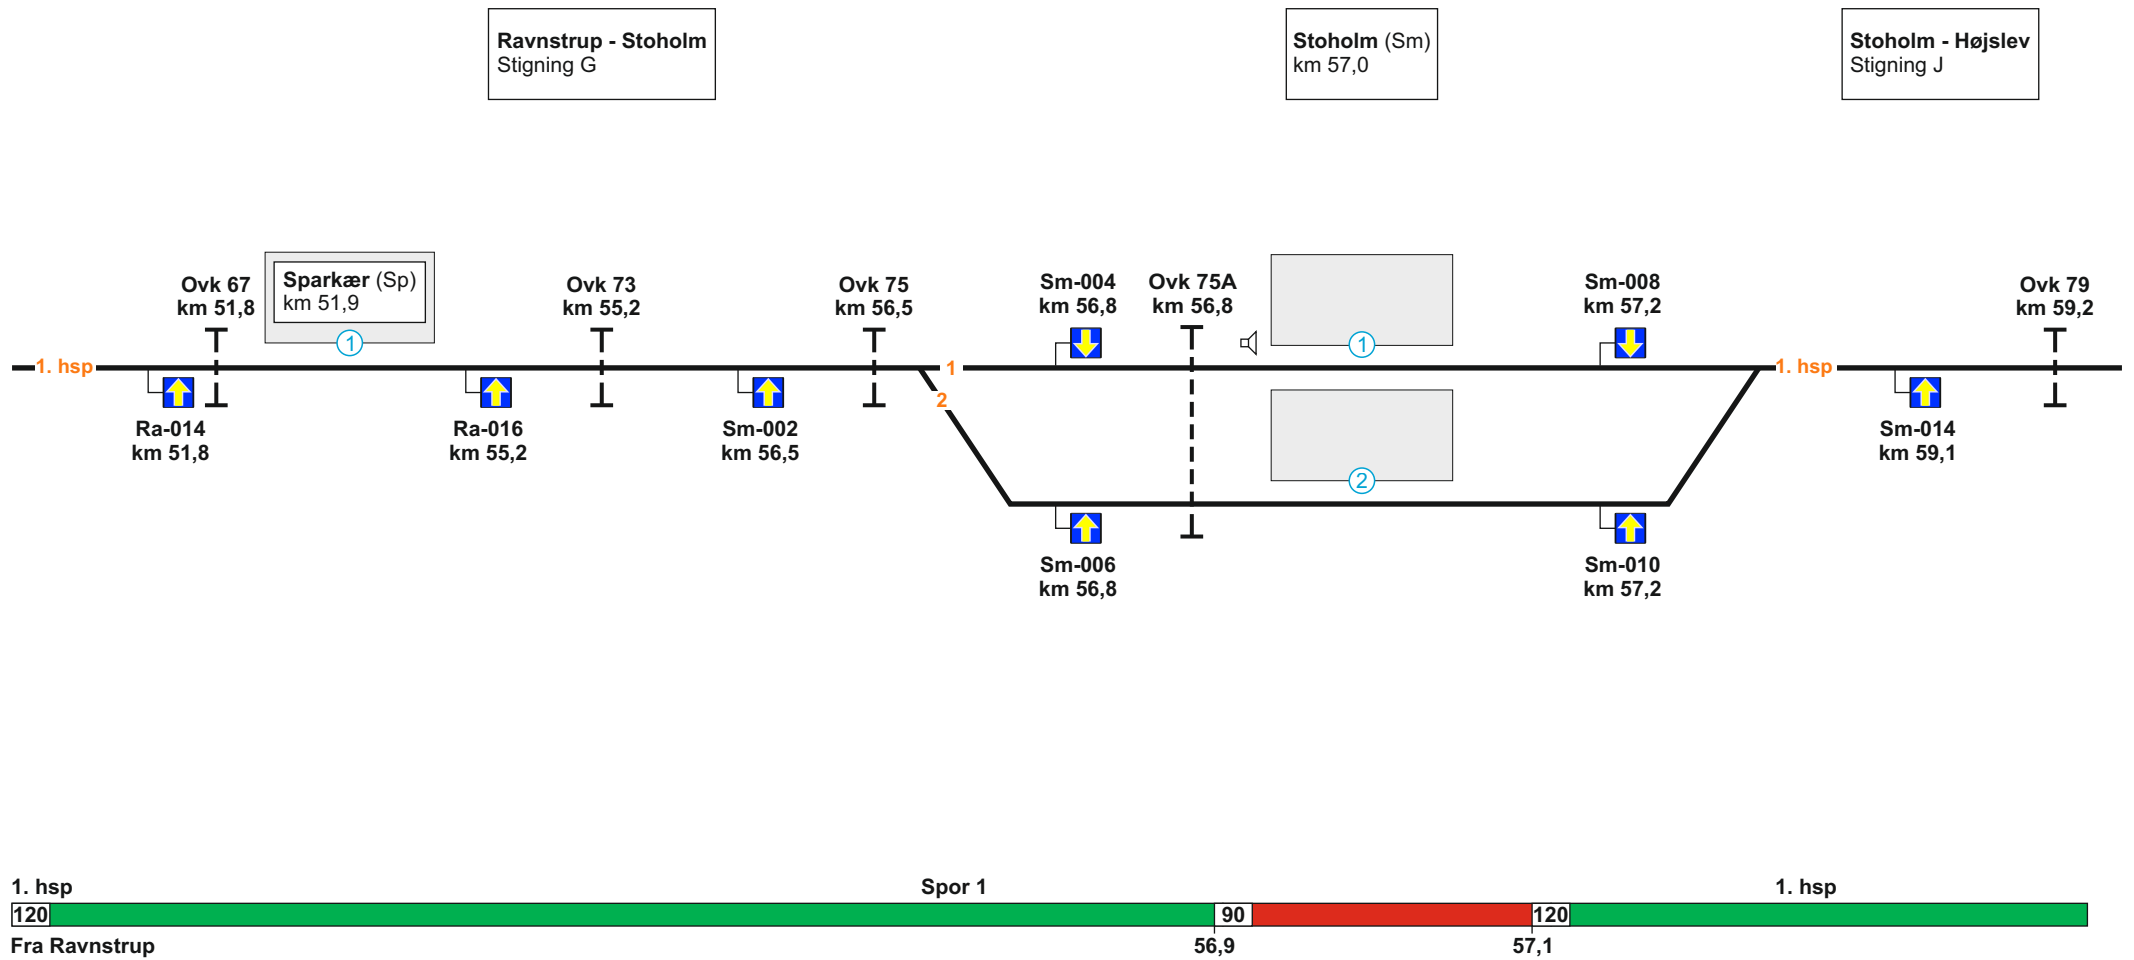 Ravnstrup - Stoholm
Stigning G
Stoholm (Sm)
km 57,0
Stoholm - Højslev
Stigning J
Ovk 67
km 51,8
Sparkær (Sp)
km 51,9
1
Ovk 73
km 55,2
Ovk 75
km 56,5
Sm-004
km 56,8
Ovk 75A
km 56,8
1
Sm-008
km 57,2
Ovk 79
km 59,2
1. hsp
1
2
1. hsp
Ra-014
km 51,8
Ra-016
km 55,2
Sm-002
km 56,5
2
Sm-014
km 59,1
Sm-006
km 56,8
Sm-010
km 57,2
1. hsp
Spor 1
1. hsp
120
90
120
Fra Ravnstrup
56,9
57,1